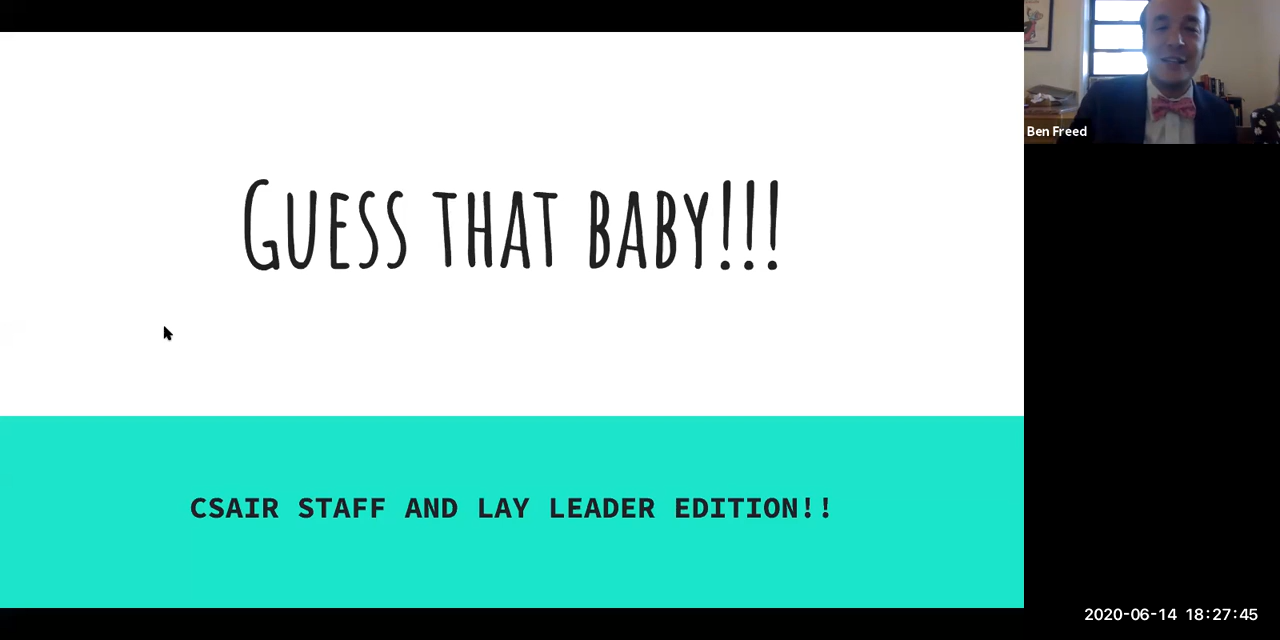 Guess that baby!!!
CSAIR STAFF AND LAY LEADER EDITION!!
Ben Freed
2020-06-14 18:27:45